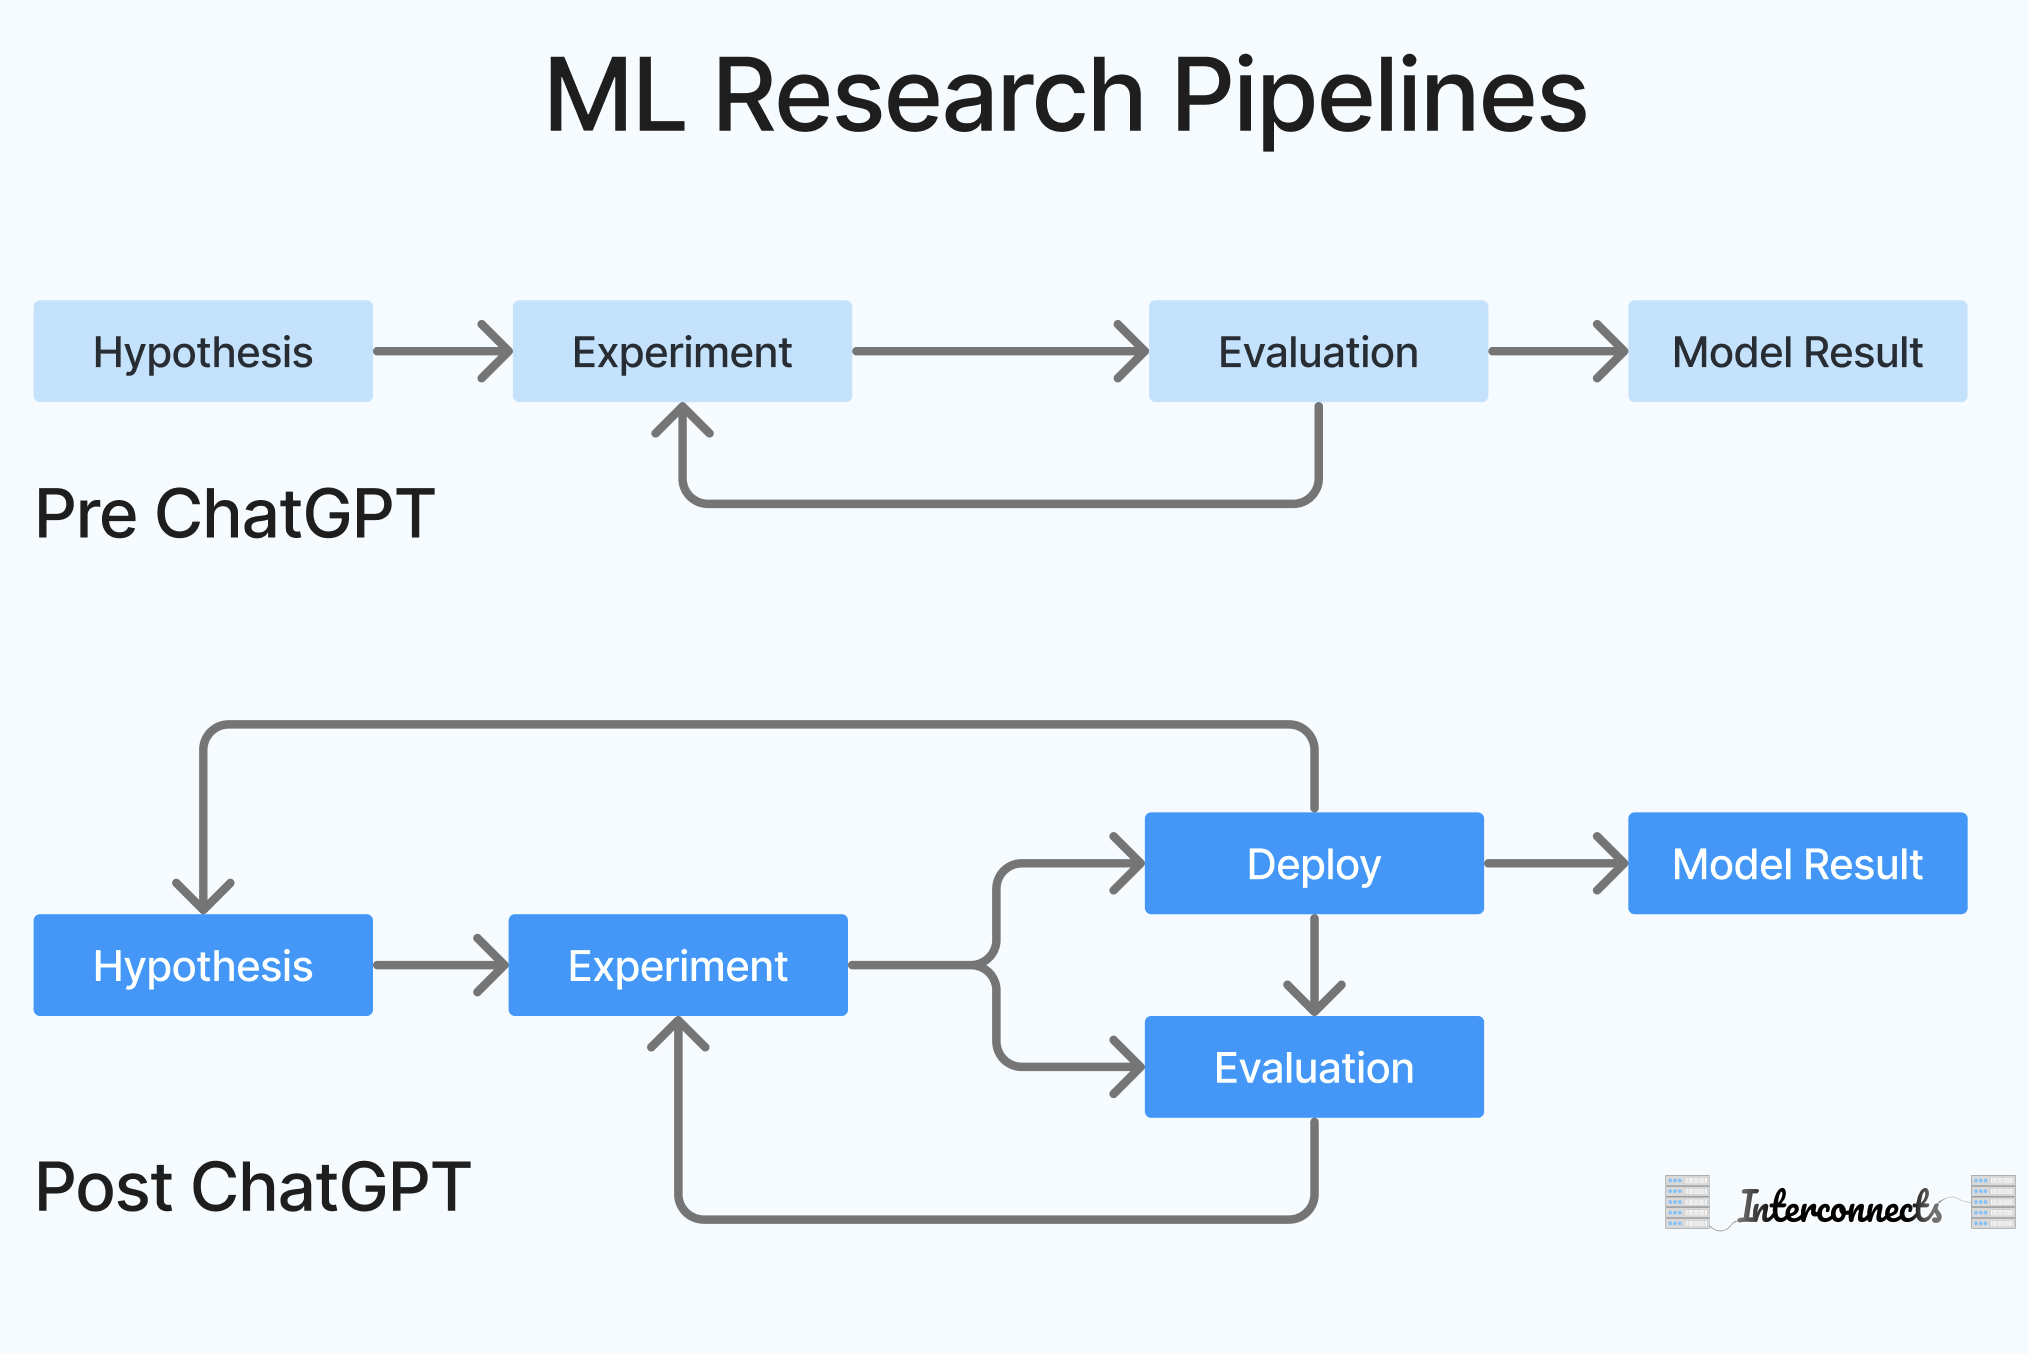 ML Research Pipelines
Hypothesis
Experiment
Evaluation
Model Result
Pre ChatGPT
Deploy
Model Result
Hypothesis
Experiment
Evaluation
Post ChatGPT
Interconnects